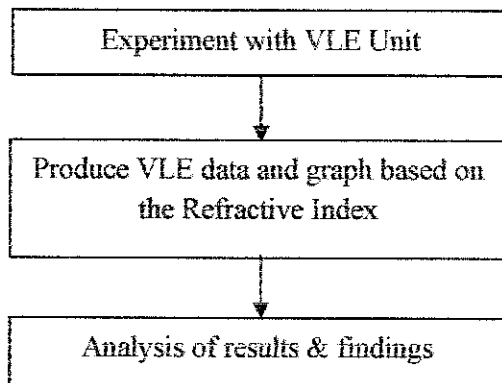 Experiment with VLE Unit
Produce VLE data and graph based on
the Refractive Index
Analysis of results & findings